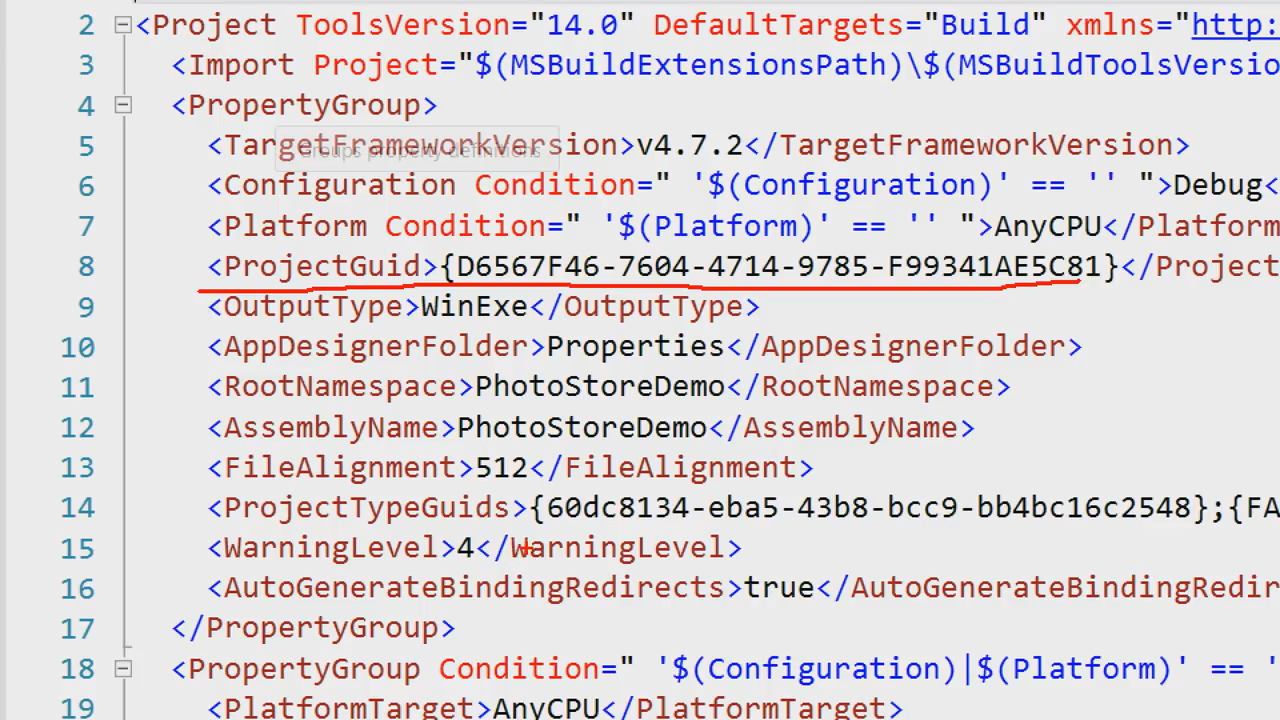 2 <Project ToolsVersion="14.0" DefaultTargets="Build" xmlns="http:
3 <Import Project="$(MSBuildExtensionsPath)\$(MSBuildToolsVersio
4 <PropertyGroup>
Groups property definitions
5 <TargetFrameworkVersion>v4.7.2</TargetFrameworkVersion>
6 <Configuration Condition=" '$(Configuration)' == '' ">Debug<
7 <Platform Condition=" '$(Platform)' == '' ">AnyCPU</Platform
8 <ProjectGuid>{D6567F46-7604-4714-9785-F99341AE5C81}</Project
9 <OutputType>WinExe</OutputType>
10 <AppDesignerFolder>Properties</AppDesignerFolder>
11 <RootNamespace>PhotoStoreDemo</RootNamespace>
12 <AssemblyName>PhotoStoreDemo</AssemblyName>
13 <FileAlignment>512</FileAlignment>
14 <ProjectTypeGuids>{60dc8134-eba5-43b8-bcc9-bb4bc16c2548};{FA
15 <WarningLevel>4</WarningLevel>
16 <AutoGenerateBindingRedirects>true</AutoGenerateBindingRedir
17 </PropertyGroup>
18 <PropertyGroup Condition=" '$(Configuration)|$(Platform)' == '
19 <PlatformTarget>AnyCPU</PlatformTarget>